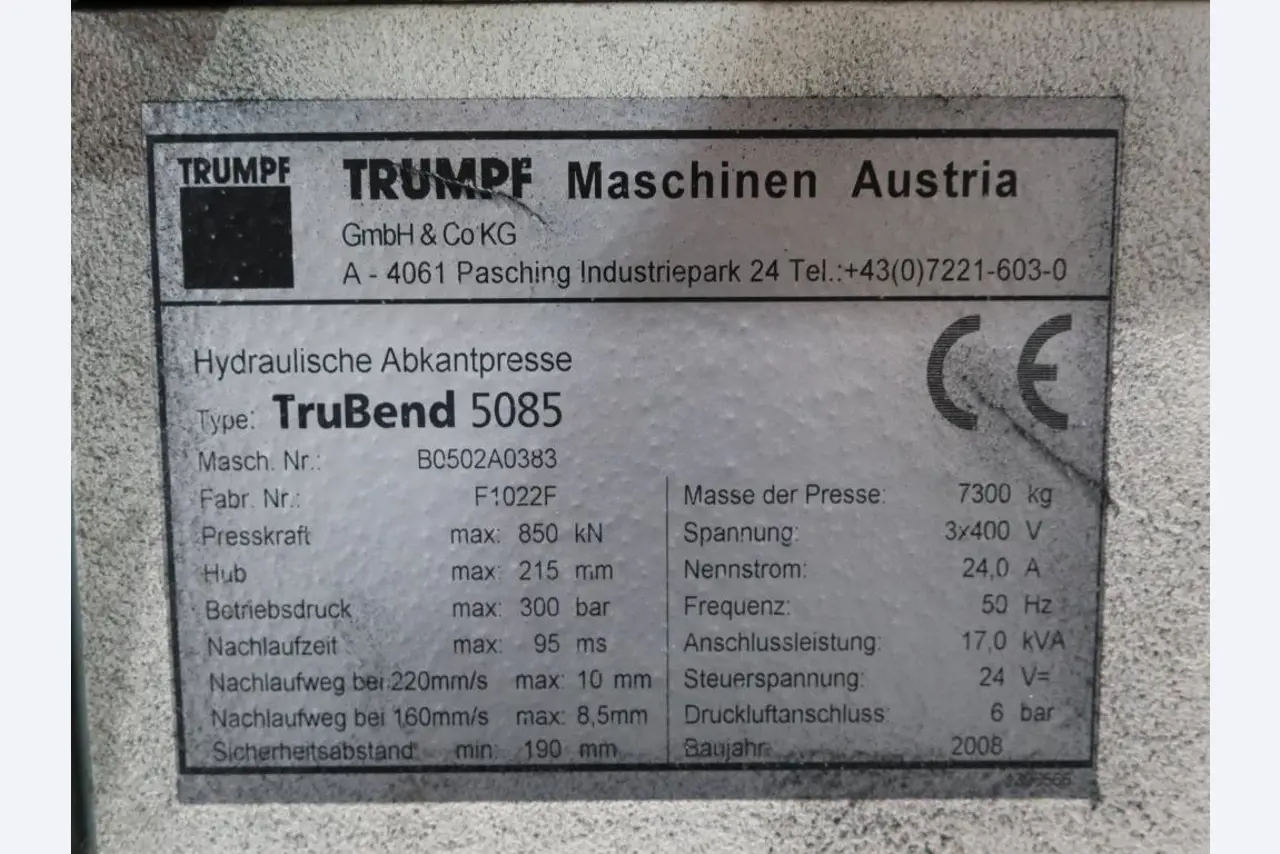 TRUMPF
TRUMPF Maschinen Austria
GmbH & Co KG
A - 4061 Pasching Industriepark 24 Tel.:+43(0)7221-603-0
CE
Hydraulische Abkantpresse
Type: TruBend 5085
Masch. Nr.: B0502A0383
Fabr. Nr.: F1022F
Presskraft max: 850 kN
Hub max: 215 mm
Betriebsdruck max: 300 bar
Nachlaufzeit max: 95 ms
Nachlaufweg bei 220mm/s max: 10 mm
Nachlaufweg bei 160mm/s max: 8,5mm
Sicherheitsabstand min: 190 mm
Masse der Presse: 7300 kg
Spannung: 3x400 V
Nennstrom: 24,0 A
Frequenz: 50 Hz
Anschlussleistung: 17,0 kVA
Steuerspannung: 24 V=
Druckluftanschluss 6 bar
Baujahr: 2008